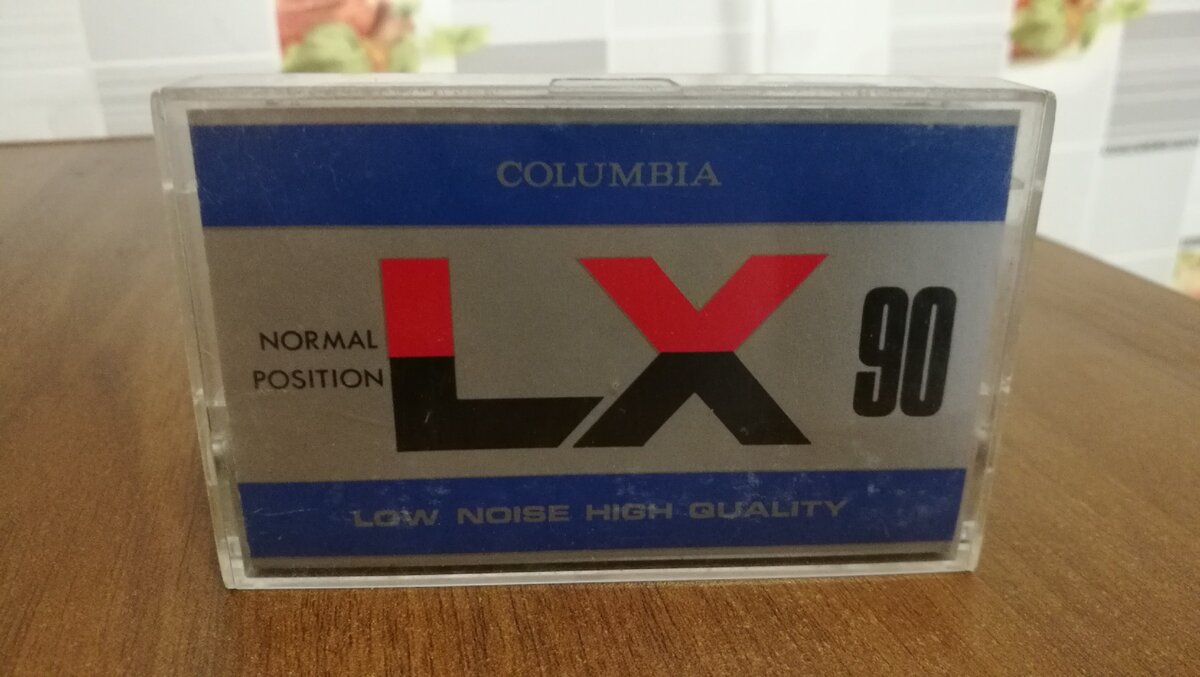 COLUMBIA
NORMAL
POSITION
LX
90
LOW NOISE HIGH QUALITY